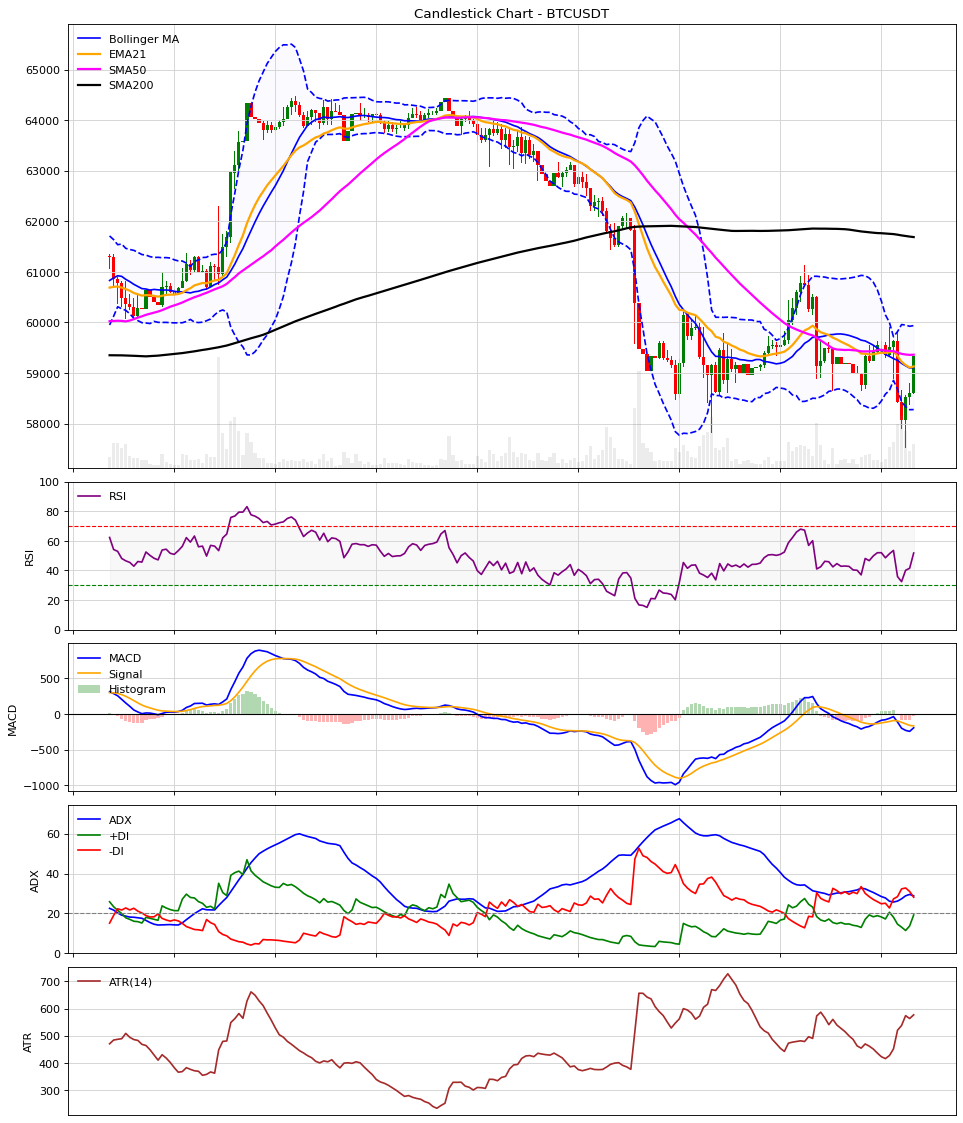 Candlestick Chart - BTCUSDT
Bollinger MA
EMA21
SMA50
SMA200
65000
64000
63000
62000
61000
60000
59000
58000
RSI
RSI
100
80
60
40
20
0
MACD
Signal
Histogram
MACD
500
0
−500
−1000
ADX
+DI
-DI
ADX
60
40
20
0
ATR(14)
ATR
700
600
500
400
300